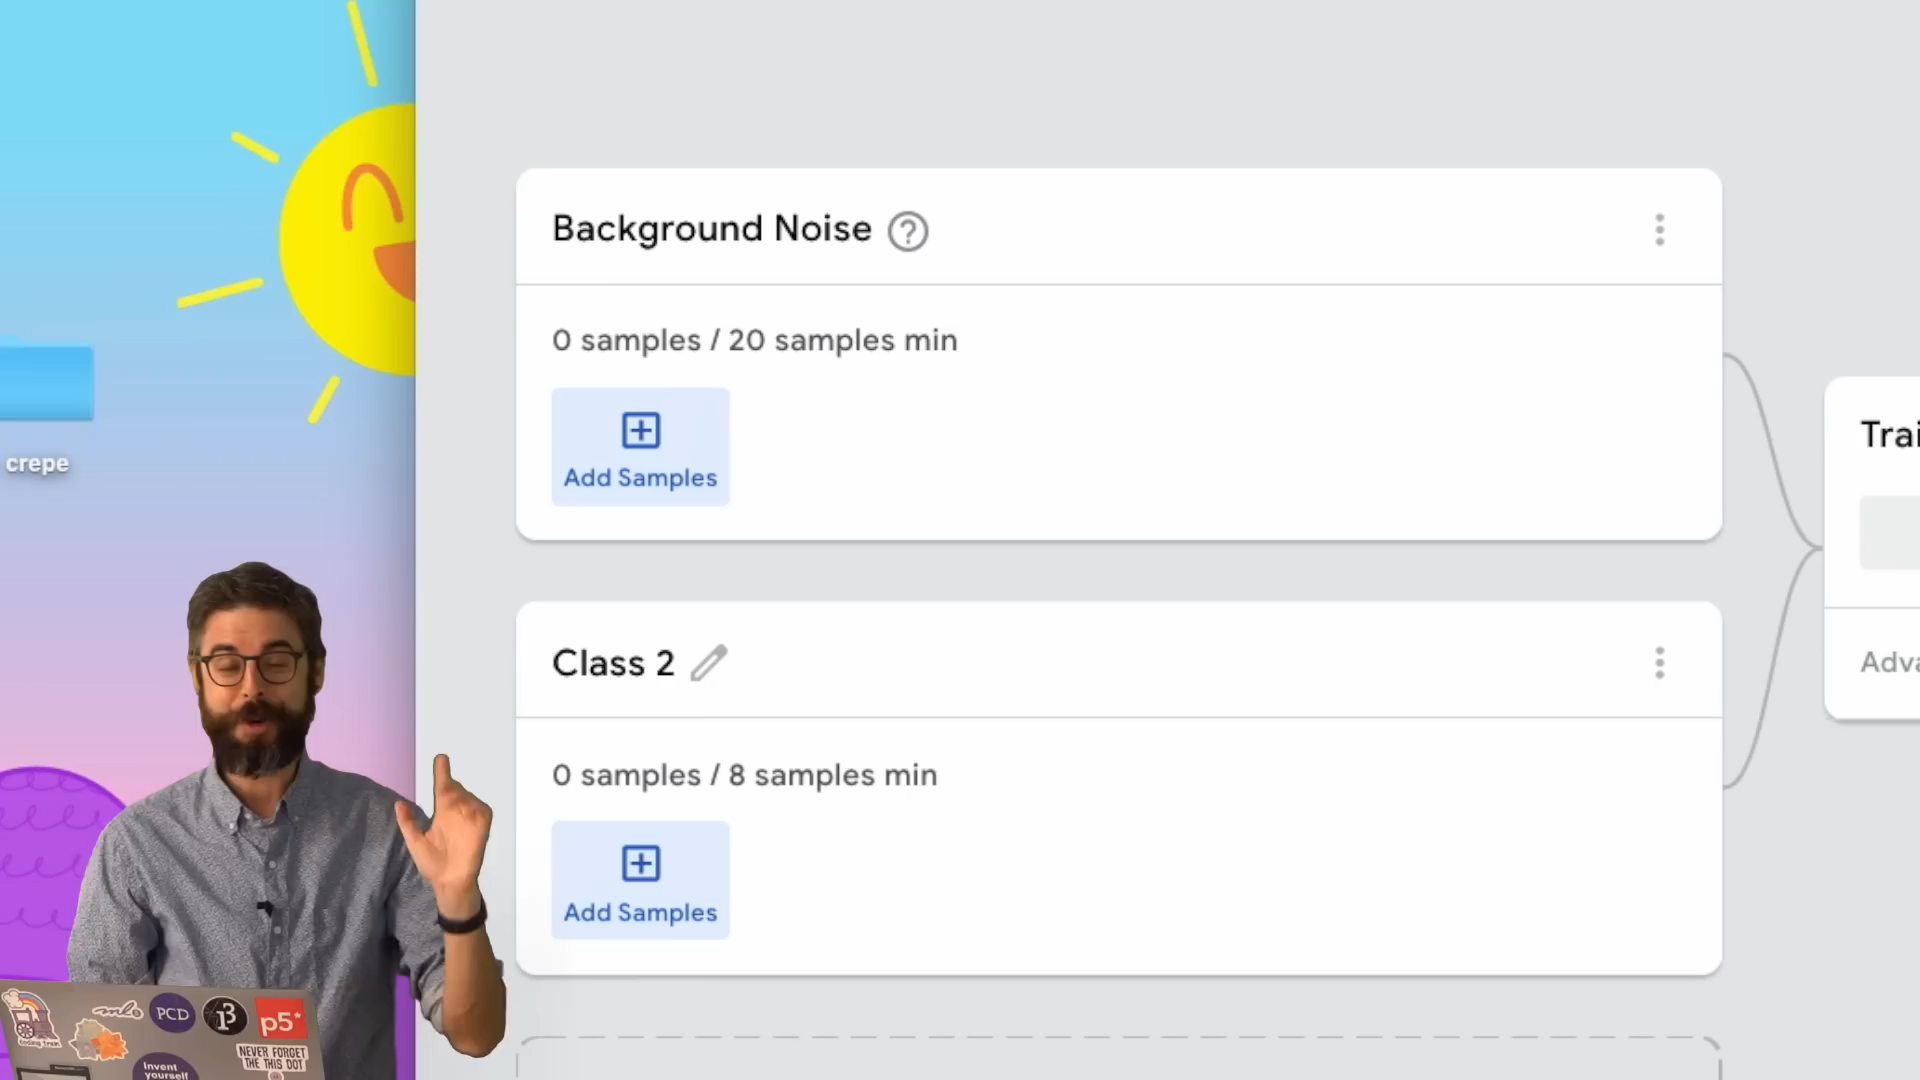 Background Noise
0 samples / 20 samples min
Add Samples
Trai
crepe
Class 2
Adva
0 samples / 8 samples min
Add Samples
PCD
p5*
NEVER FORGET
THE THIS DOT
Invent
yourself